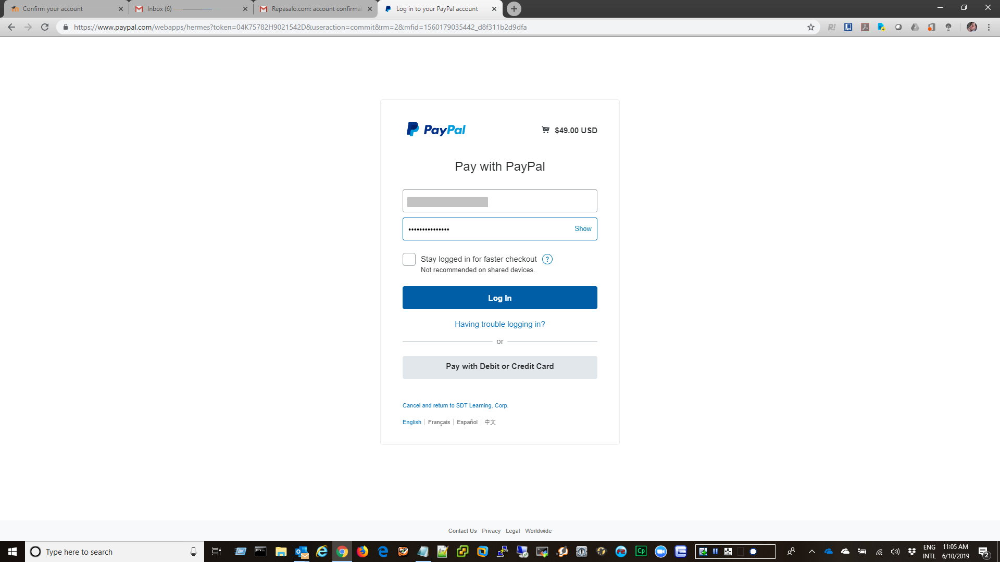 Confirm your account
Inbox (6)
Repasalo.com: account confirmat
Log in to your PayPal account
https://www.paypal.com/webapps/hermes?token=04K75782H9021542D&useraction=commit&rm=2&mfid=1560179035442_d8f311b2d9dfa
PayPal
$49.00 USD
Pay with PayPal
Show
Stay logged in for faster checkout ?
Not recommended on shared devices.
Log In
Having trouble logging in?
or
Pay with Debit or Credit Card
Cancel and return to SDT Learning, Corp.
English Français Español 中文
Contact Us Privacy Legal Worldwide
Type here to search
ENG
INTL
11:05 AM
6/10/2019
2